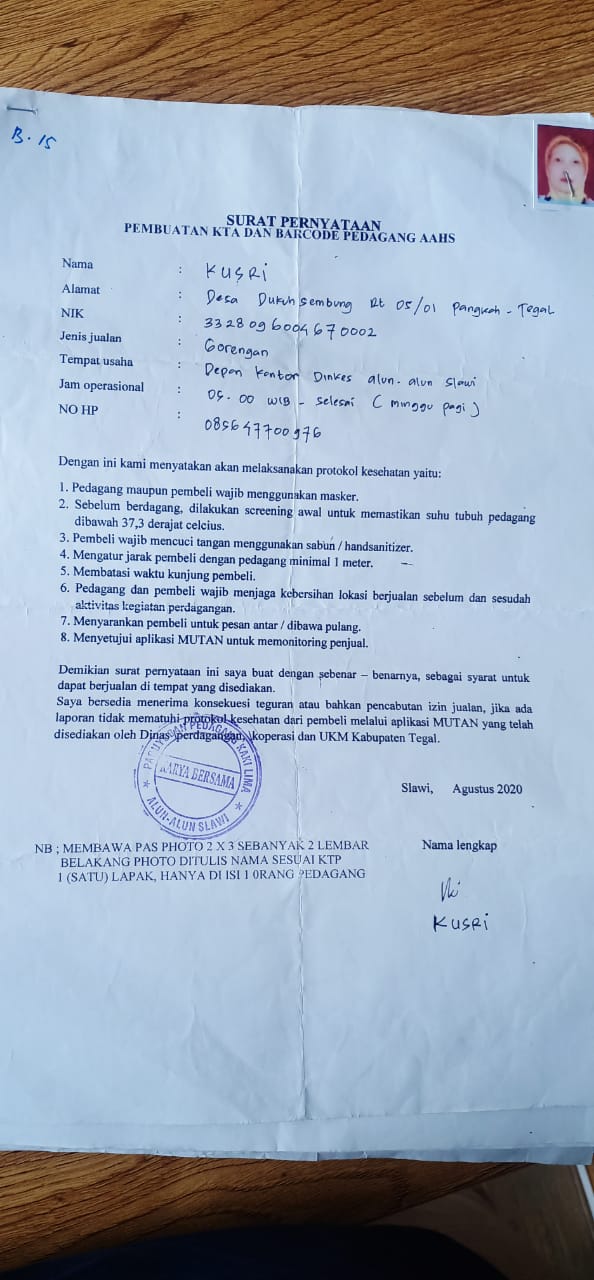 B. 15
SURAT PERNYATAAN
PEMBUATAN KTA DAN BARCODE PEDAGANG AAHS
Nama : KUSRI
Alamat : Desa Dukuh sembung Rt 05/01 Pangkah - Tegal
NIK : 3328096004670002
Jenis jualan : Gorengan
Tempat usaha : Depan kantor Dinkes alun-alun Slawi
Jam operasional : 05.00 WIB - selesai ( minggu pagi )
NO HP : 085647700976
Dengan ini kami menyatakan akan melaksanakan protokol kesehatan yaitu:
1. Pedagang maupun pembeli wajib menggunakan masker.
2. Sebelum berdagang, dilakukan screening awal untuk memastikan suhu tubuh pedagang
dibawah 37,3 derajat celcius.
3. Pembeli wajib mencuci tangan menggunakan sabun / handsanitizer.
4. Mengatur jarak pembeli dengan pedagang minimal 1 meter.
5. Membatasi waktu kunjung pembeli.
6. Pedagang dan pembeli wajib menjaga kebersihan lokasi berjualan sebelum dan sesudah
aktivitas kegiatan perdagangan.
7. Menyarankan pembeli untuk pesan antar / dibawa pulang.
8. Menyetujui aplikasi MUTAN untuk memonitoring penjual.
Demikian surat pernyataan ini saya buat dengan sebenar – benarnya, sebagai syarat untuk
dapat berjualan di tempat yang disediakan.
Saya bersedia menerima konsekuesi teguran atau bahkan pencabutan izin jualan, jika ada
laporan tidak mematuhi protokol kesehatan dari pembeli melalui aplikasi MUTAN yang telah
disediakan oleh Dinas perdagangan, koperasi dan UKM Kabupaten Tegal.
PAGUYUBAN PEDAGANG KAKI LIMA
KARYA BERSAMA
ALUN-ALUN SLAWI
Slawi, Agustus 2020
NB ; MEMBAWA PAS PHOTO 2 X 3 SEBANYAK 2 LEMBAR
BELAKANG PHOTO DITULIS NAMA SESUAI KTP
1 (SATU) LAPAK, HANYA DI ISI 1 0RANG PEDAGANG
Nama lengkap
KUSRI